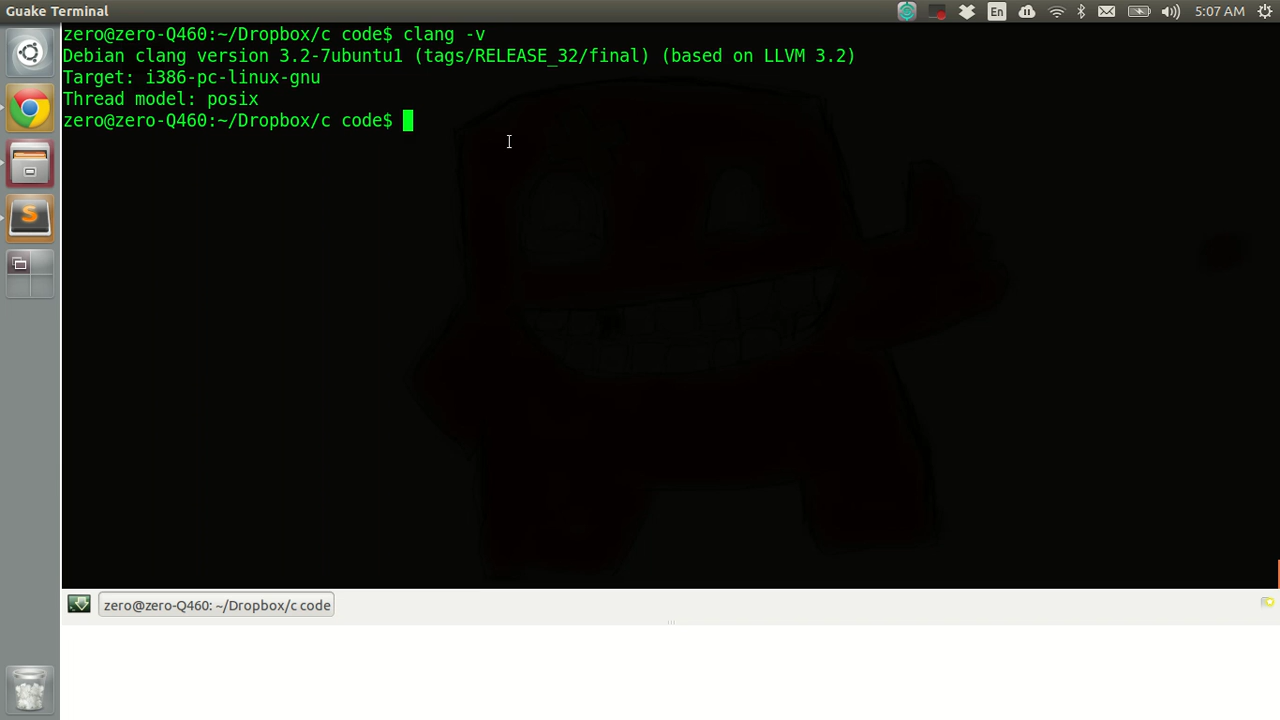 Guake Terminal
En
5:07 AM
zero@zero-Q460:~/Dropbox/c code$ clang -v
Debian clang version 3.2-7ubuntu1 (tags/RELEASE_32/final) (based on LLVM 3.2)
Target: i386-pc-linux-gnu
Thread model: posix
zero@zero-Q460:~/Dropbox/c code$
S
zero@zero-Q460: ~/Dropbox/c code